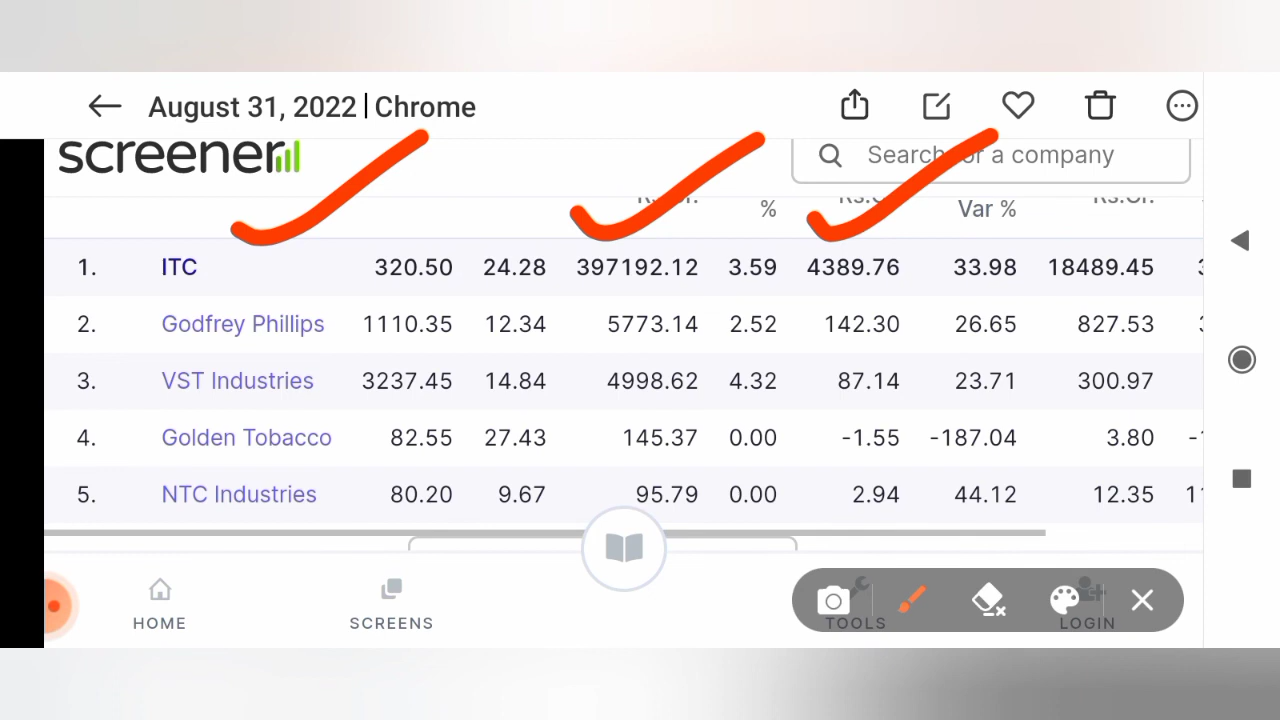 August 31, 2022 | Chrome
screener
Search for a company
Rs.Cr. % Var % Rs.Cr.
1. ITC 320.50 24.28 397192.12 3.59 4389.76 33.98 18489.45
2. Godfrey Phillips 1110.35 12.34 5773.14 2.52 142.30 26.65 827.53
3. VST Industries 3237.45 14.84 4998.62 4.32 87.14 23.71 300.97
4. Golden Tobacco 82.55 27.43 145.37 0.00 -1.55 -187.04 3.80
5. NTC Industries 80.20 9.67 95.79 0.00 2.94 44.12 12.35
HOME SCREENS TOOLS LOGIN